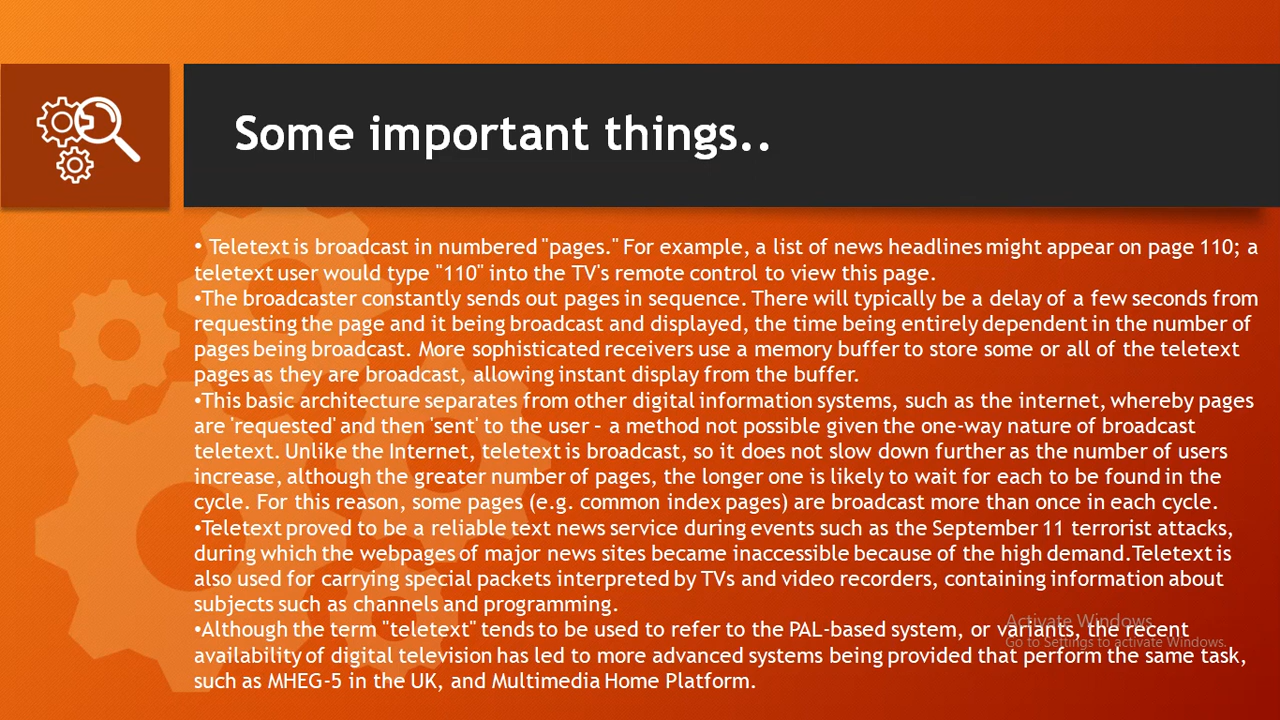 Some important things..
• Teletext is broadcast in numbered "pages." For example, a list of news headlines might appear on page 110; a
teletext user would type "110" into the TV's remote control to view this page.
•The broadcaster constantly sends out pages in sequence. There will typically be a delay of a few seconds from
requesting the page and it being broadcast and displayed, the time being entirely dependent in the number of
pages being broadcast. More sophisticated receivers use a memory buffer to store some or all of the teletext
pages as they are broadcast, allowing instant display from the buffer.
•This basic architecture separates from other digital information systems, such as the internet, whereby pages
are 'requested' and then 'sent' to the user – a method not possible given the one-way nature of broadcast
teletext. Unlike the Internet, teletext is broadcast, so it does not slow down further as the number of users
increase, although the greater number of pages, the longer one is likely to wait for each to be found in the
cycle. For this reason, some pages (e.g. common index pages) are broadcast more than once in each cycle.
•Teletext proved to be a reliable text news service during events such as the September 11 terrorist attacks,
during which the webpages of major news sites became inaccessible because of the high demand.Teletext is
also used for carrying special packets interpreted by TVs and video recorders, containing information about
subjects such as channels and programming.
•Although the term "teletext" tends to be used to refer to the PAL-based system, or variants, the recent
availability of digital television has led to more advanced systems being provided that perform the same task,
such as MHEG-5 in the UK, and Multimedia Home Platform.
Activate Windows
Go to Settings to activate Windows.